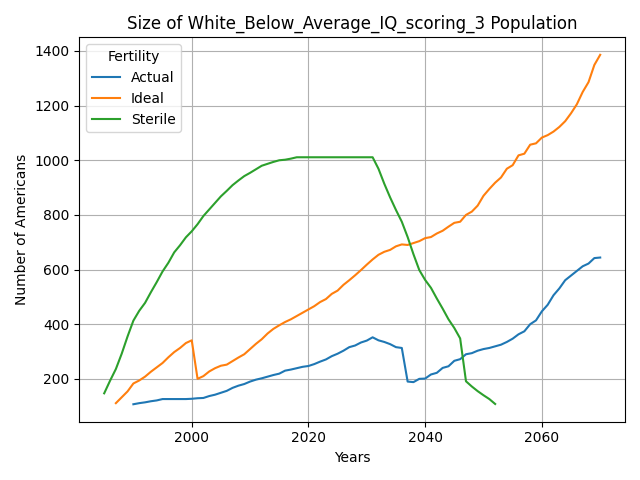 Size of White_Below_Average_IQ_scoring_3 Population
Number of Americans
1400
1200
1000
800
600
400
200
Fertility
Actual
Ideal
Sterile
2000
2020
2040
2060
Years